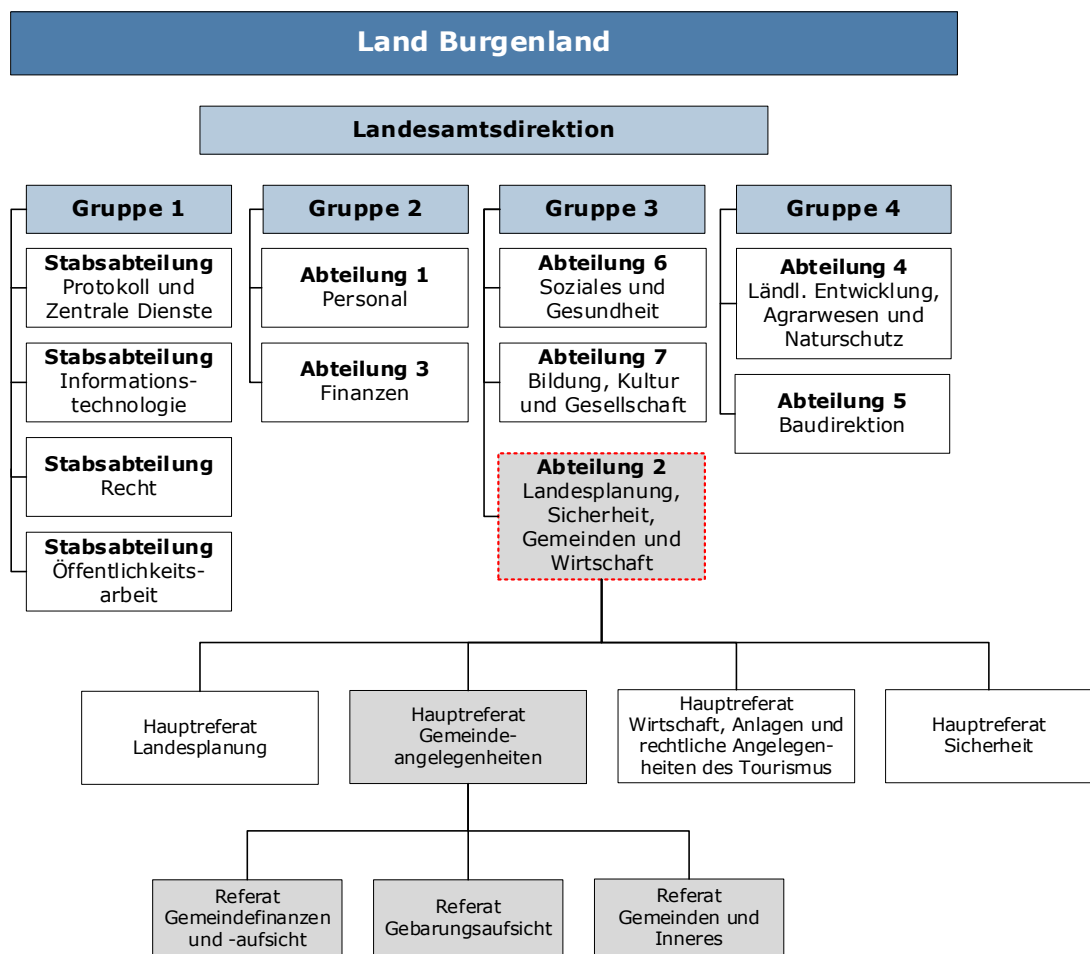 Land Burgenland
Landesamtsdirektion
Gruppe 1
Stabsabteilung
Protokoll und
Zentrale Dienste
Stabsabteilung
Informations-
technologie
Stabsabteilung
Recht
Stabsabteilung
Öffentlichkeits-
arbeit
Gruppe 2
Abteilung 1
Personal
Abteilung 3
Finanzen
Gruppe 3
Abteilung 6
Soziales und
Gesundheit
Abteilung 7
Bildung, Kultur
und Gesellschaft
Abteilung 2
Landesplanung,
Sicherheit,
Gemeinden und
Wirtschaft
Gruppe 4
Abteilung 4
Ländl. Entwicklung,
Agrarwesen und
Naturschutz
Abteilung 5
Baudirektion
Hauptreferat
Landesplanung
Hauptreferat
Gemeinde-
angelegenheiten
Hauptreferat
Wirtschaft, Anlagen und
rechtliche Angelegen-
heiten des Tourismus
Hauptreferat
Sicherheit
Referat
Gemeindefinanzen
und -aufsicht
Referat
Gebarungsaufsicht
Referat
Gemeinden und
Inneres